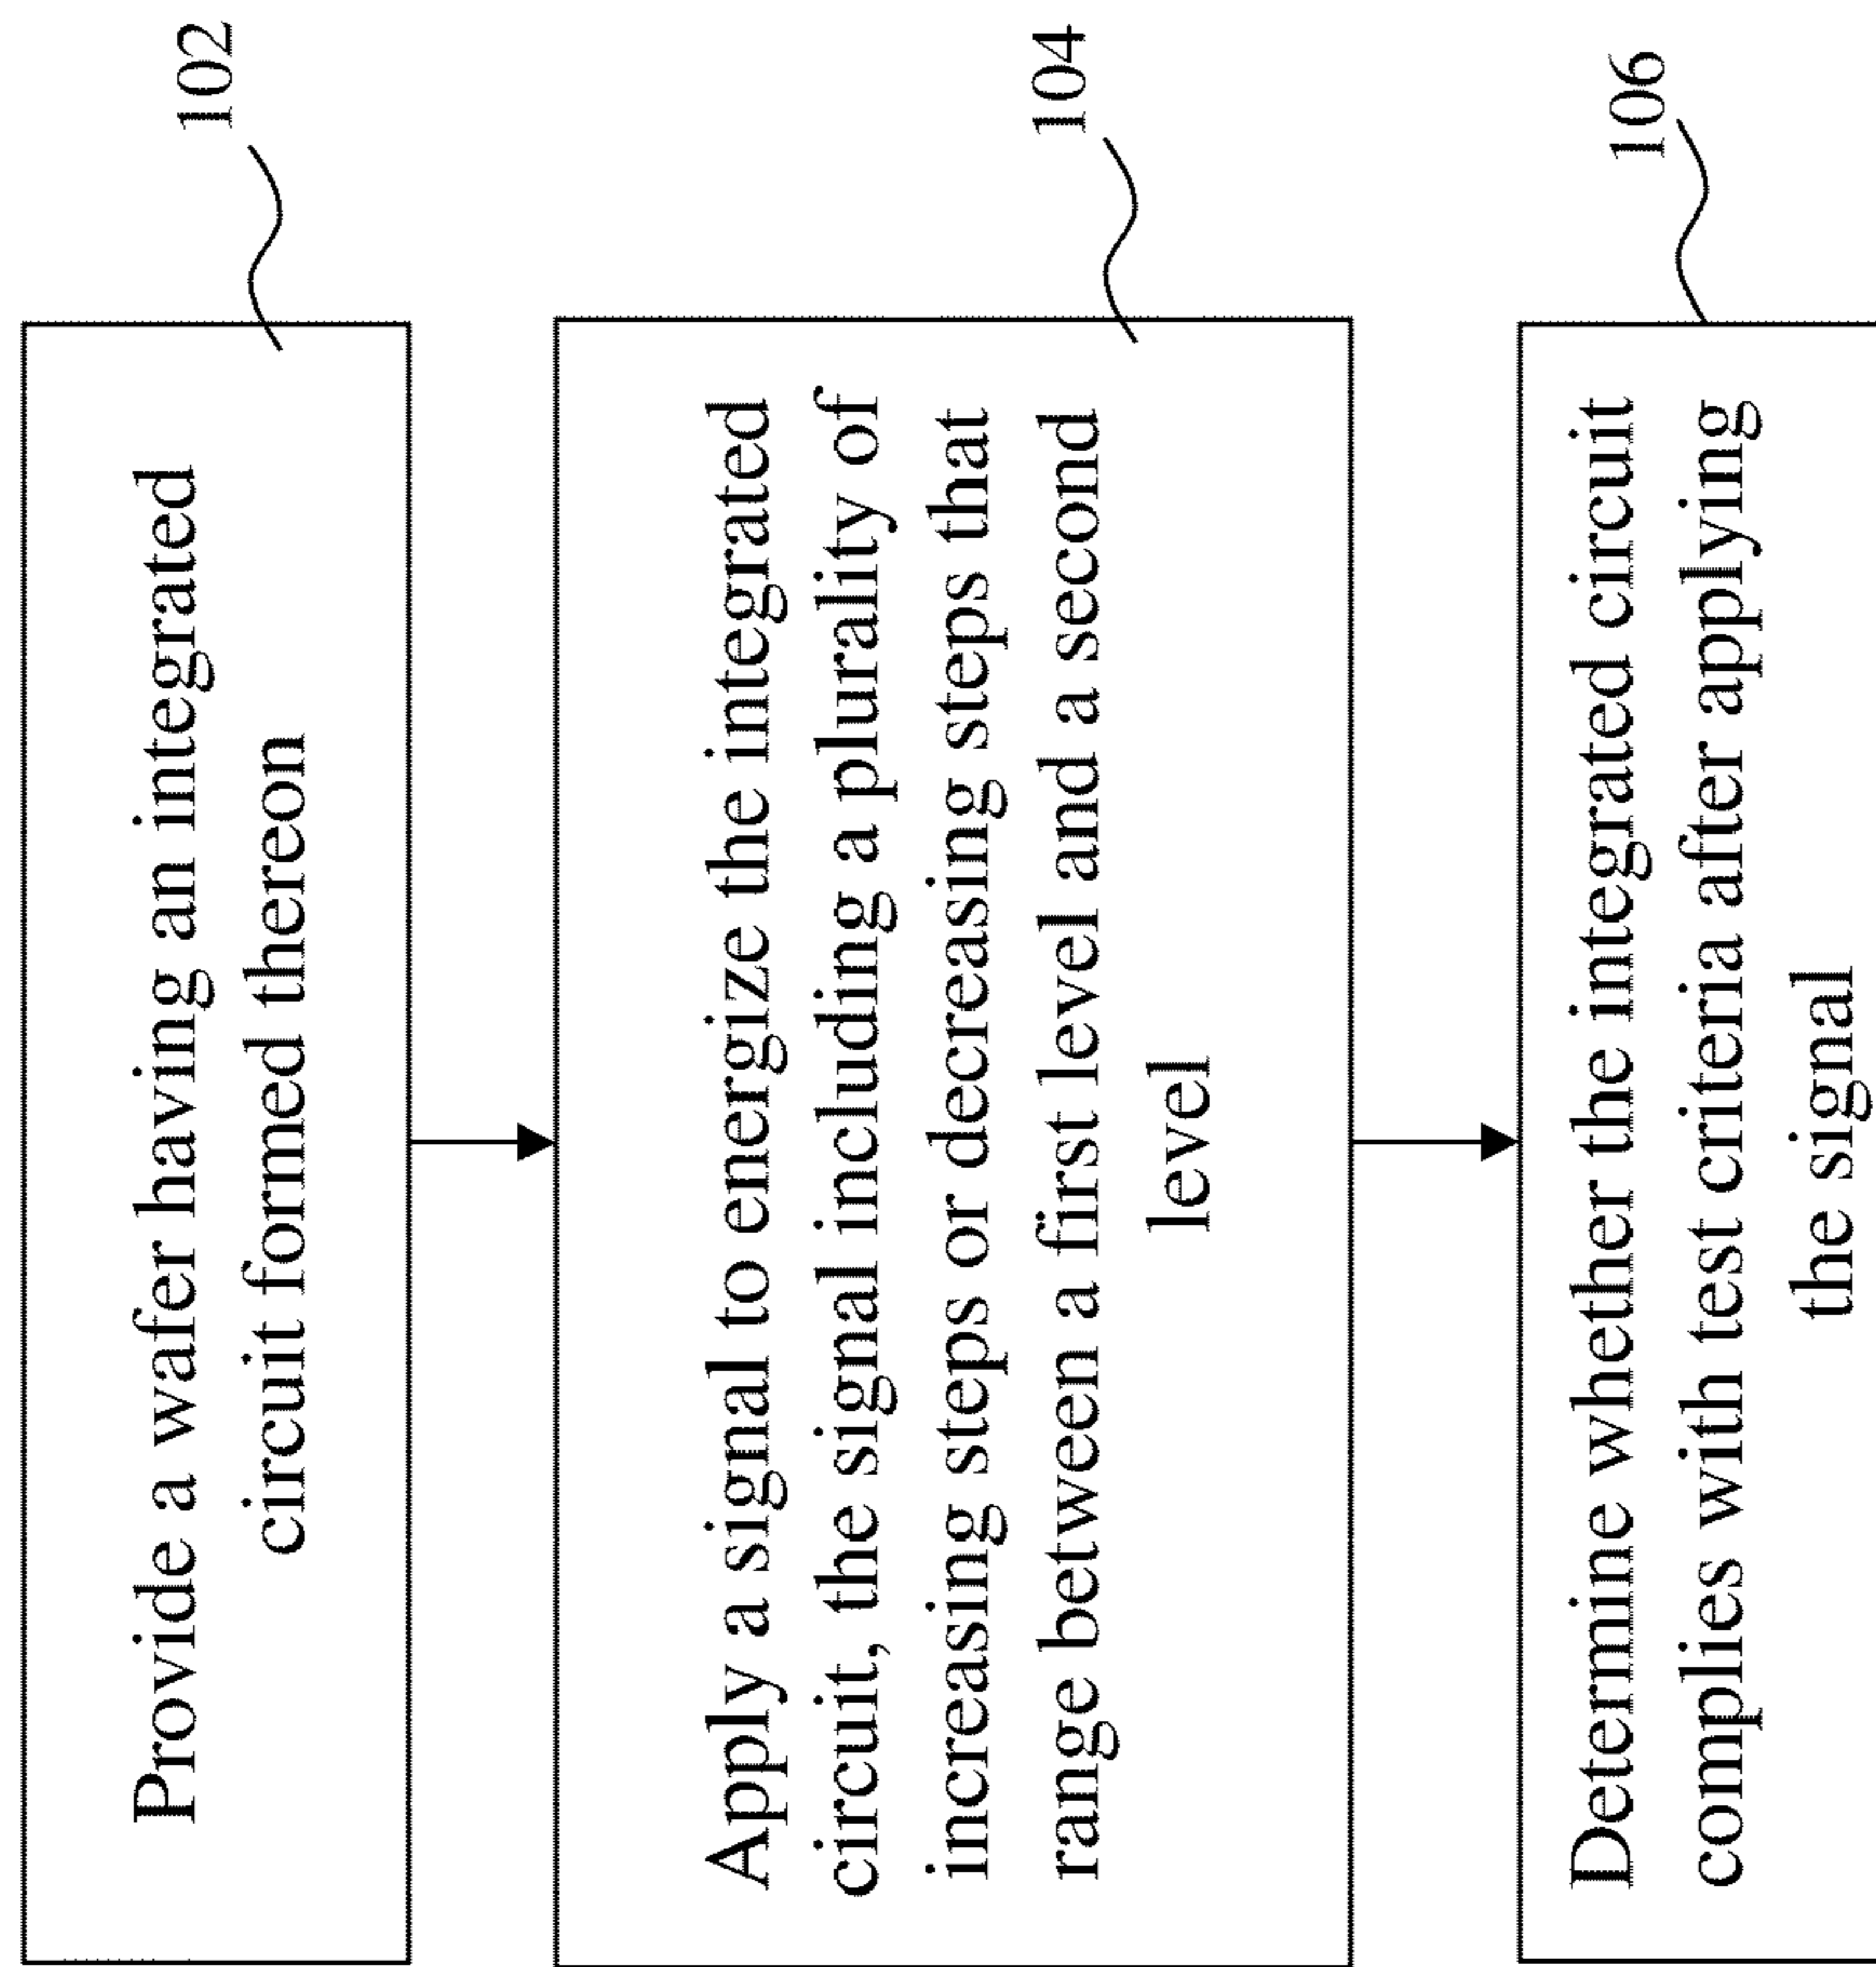 Provide a wafer having an integrated
circuit formed thereon
102
Apply a signal to energize the integrated
circuit, the signal including a plurality of
increasing steps or decreasing steps that
range between a first level and a second
level
104
Determine whether the integrated circuit
complies with test criteria after applying
the signal
106